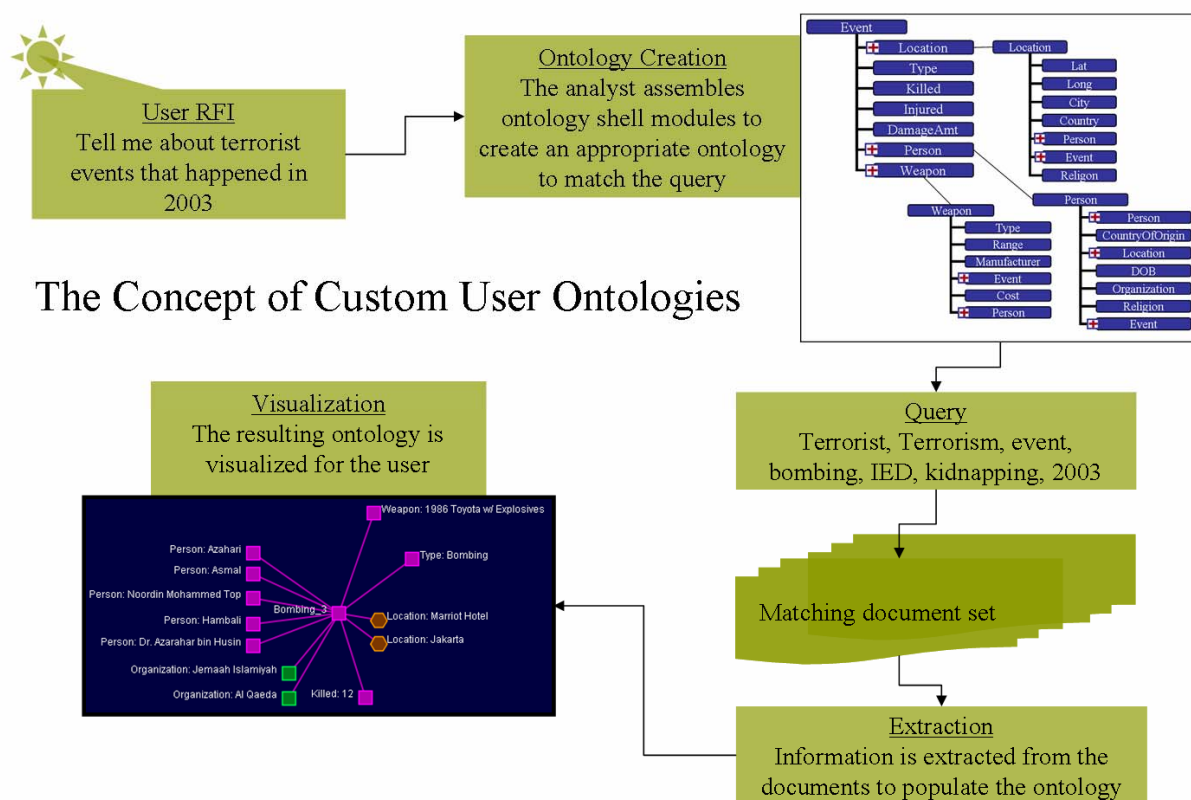 User RFI
Tell me about terrorist
events that happened in
2003
Ontology Creation
The analyst assembles
ontology shell modules to
create an appropriate ontology
to match the query
Event
Location
Type
Killed
Injured
DamageAmt
Person
Weapon
Location
Lat
Long
City
Country
Person
Event
Religon
Weapon
Type
Range
Manufacturer
Event
Cost
Person
Person
Person
CountryOfOrigin
Location
DOB
Organization
Religion
Event
The Concept of Custom User Ontologies
Query
Terrorist, Terrorism, event,
bombing, IED, kidnapping, 2003
Matching document set
Extraction
Information is extracted from the
documents to populate the ontology
Visualization
The resulting ontology is
visualized for the user
Weapon: 1986 Toyota w/ Explosives
Person: Azahari
Type: Bombing
Person: Asmal
Person: Noordin Mohammed Top
Bombing_3
Person: Hambali
Location: Marriot Hotel
Person: Dr. Azarahar bin Husin
Location: Jakarta
Organization: Jemaah Islamiyah
Organization: Al Qaeda
Killed: 12